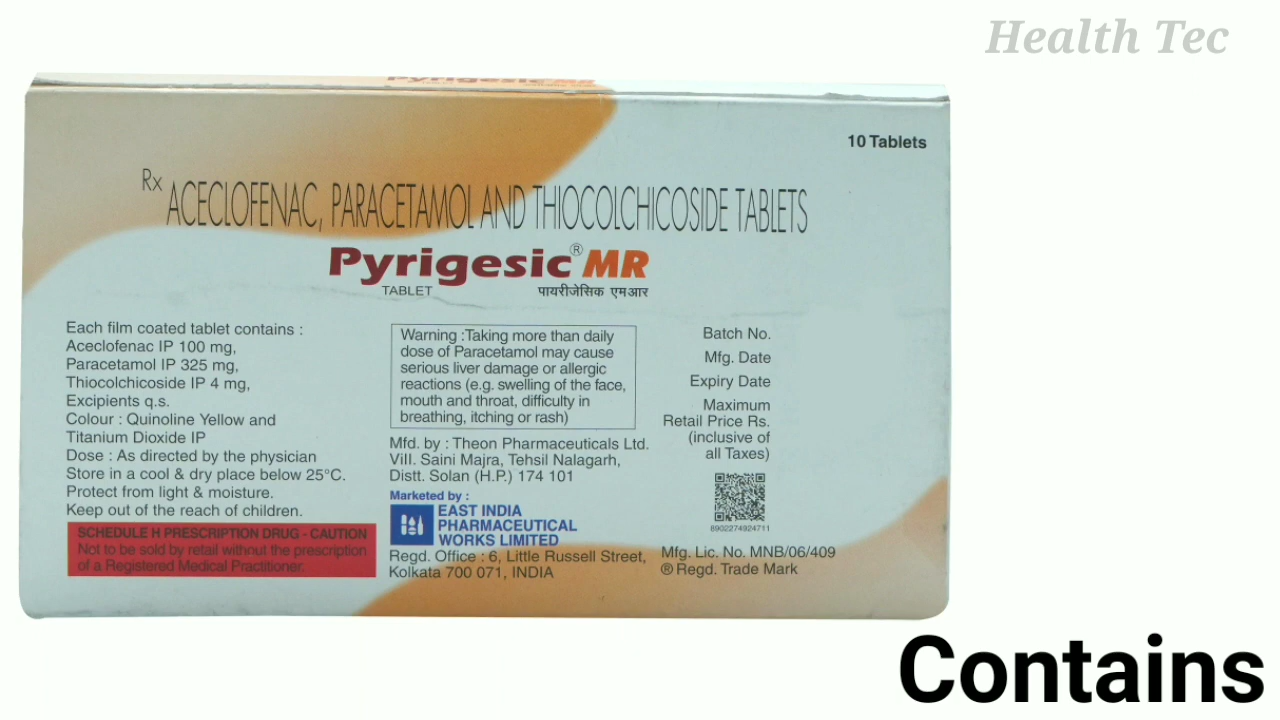 Health Tec
Pyrigesic MR
10 Tablets
Rx ACECLOFENAC, PARACETAMOL AND THIOCOLCHICOSIDE TABLETS
Pyrigesic® MR
TABLET पायरीजेसिक एमआर
Each film coated tablet contains :
Aceclofenac IP 100 mg,
Paracetamol IP 325 mg,
Thiocolchicoside IP 4 mg,
Excipients q.s.
Colour : Quinoline Yellow and
Titanium Dioxide IP
Dose : As directed by the physician
Store in a cool & dry place below 25°C.
Protect from light & moisture.
Keep out of the reach of children.
SCHEDULE H PRESCRIPTION DRUG - CAUTION
Not to be sold by retail without the prescription
of a Registered Medical Practitioner.
Warning :Taking more than daily
dose of Paracetamol may cause
serious liver damage or allergic
reactions (e.g. swelling of the face,
mouth and throat, difficulty in
breathing, itching or rash)
Mfd. by : Theon Pharmaceuticals Ltd.
Vill. Saini Majra, Tehsil Nalagarh,
Distt. Solan (H.P.) 174 101
Marketed by :
EAST INDIA
PHARMACEUTICAL
WORKS LIMITED
Regd. Office : 6, Little Russell Street,
Kolkata 700 071, INDIA
Batch No.
Mfg. Date
Expiry Date
Maximum
Retail Price Rs.
(inclusive of
all Taxes)
8902274924711
Mfg. Lic. No. MNB/06/409
® Regd. Trade Mark
Contains